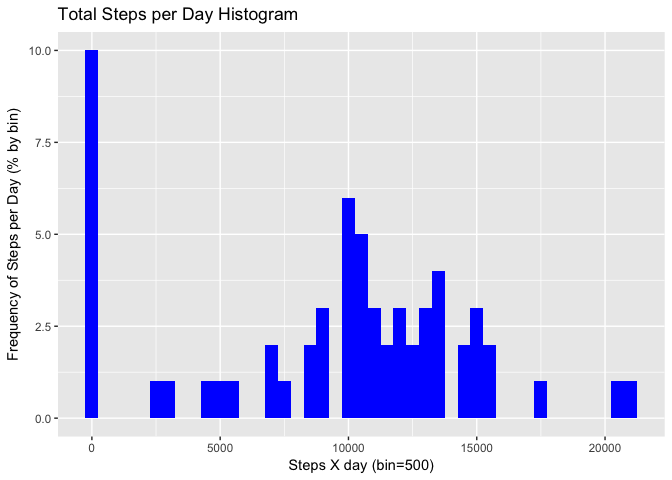 Total Steps per Day Histogram
10.0
7.5
5.0
2.5
0.0
Frequency of Steps per Day (% by bin)
0 5000 10000 15000 20000
Steps X day (bin=500)